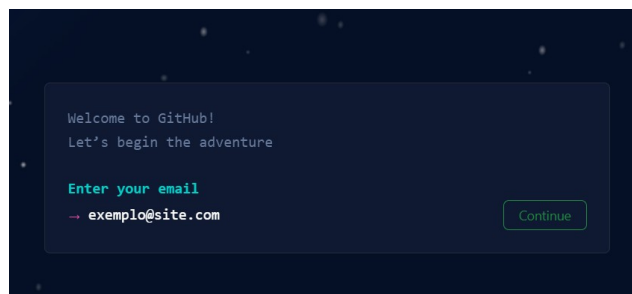 Welcome to GitHub!
Let’s begin the adventure
Enter your email
→ exemplo@site.com
Continue